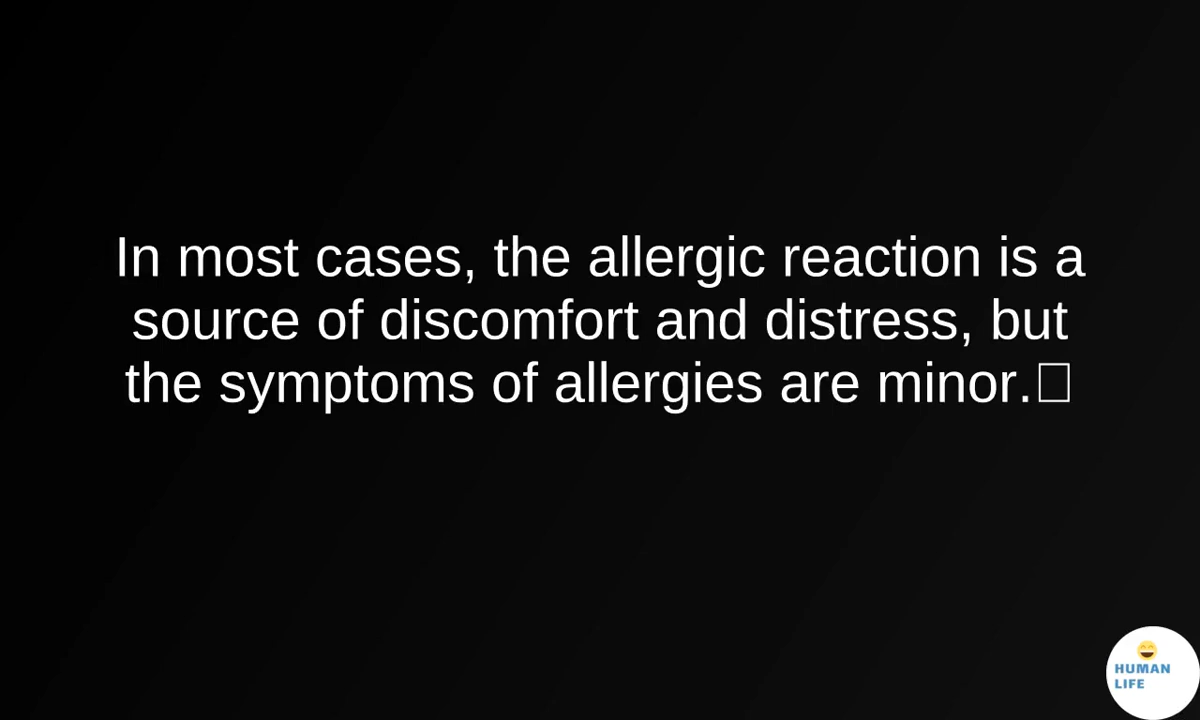 In most cases, the allergic reaction is a
source of discomfort and distress, but
the symptoms of allergies are minor.
HUMAN
LIFE